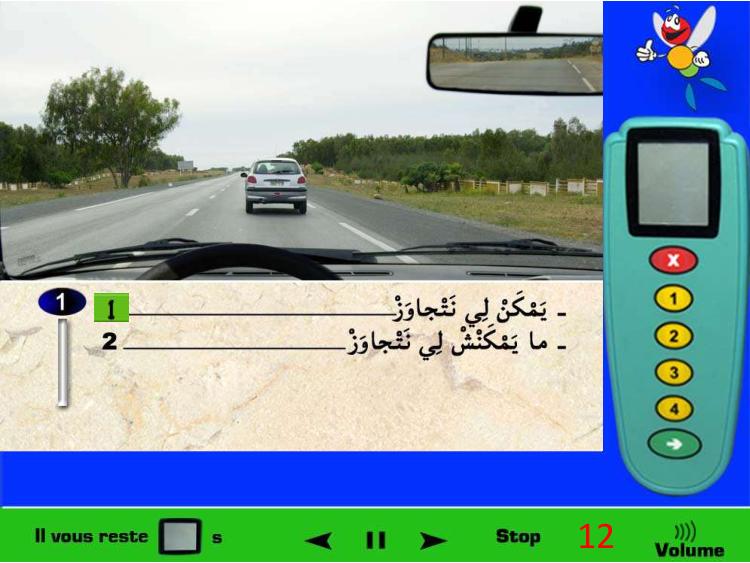 1
ـ يَمْكَنْ لِي نَتْجاوَزْ 1
ـ ما يَمْكَنْشْ لِي نَتْجاوَزْ 2
X
1
2
3
4
Il vous reste s
Stop
12
Volume